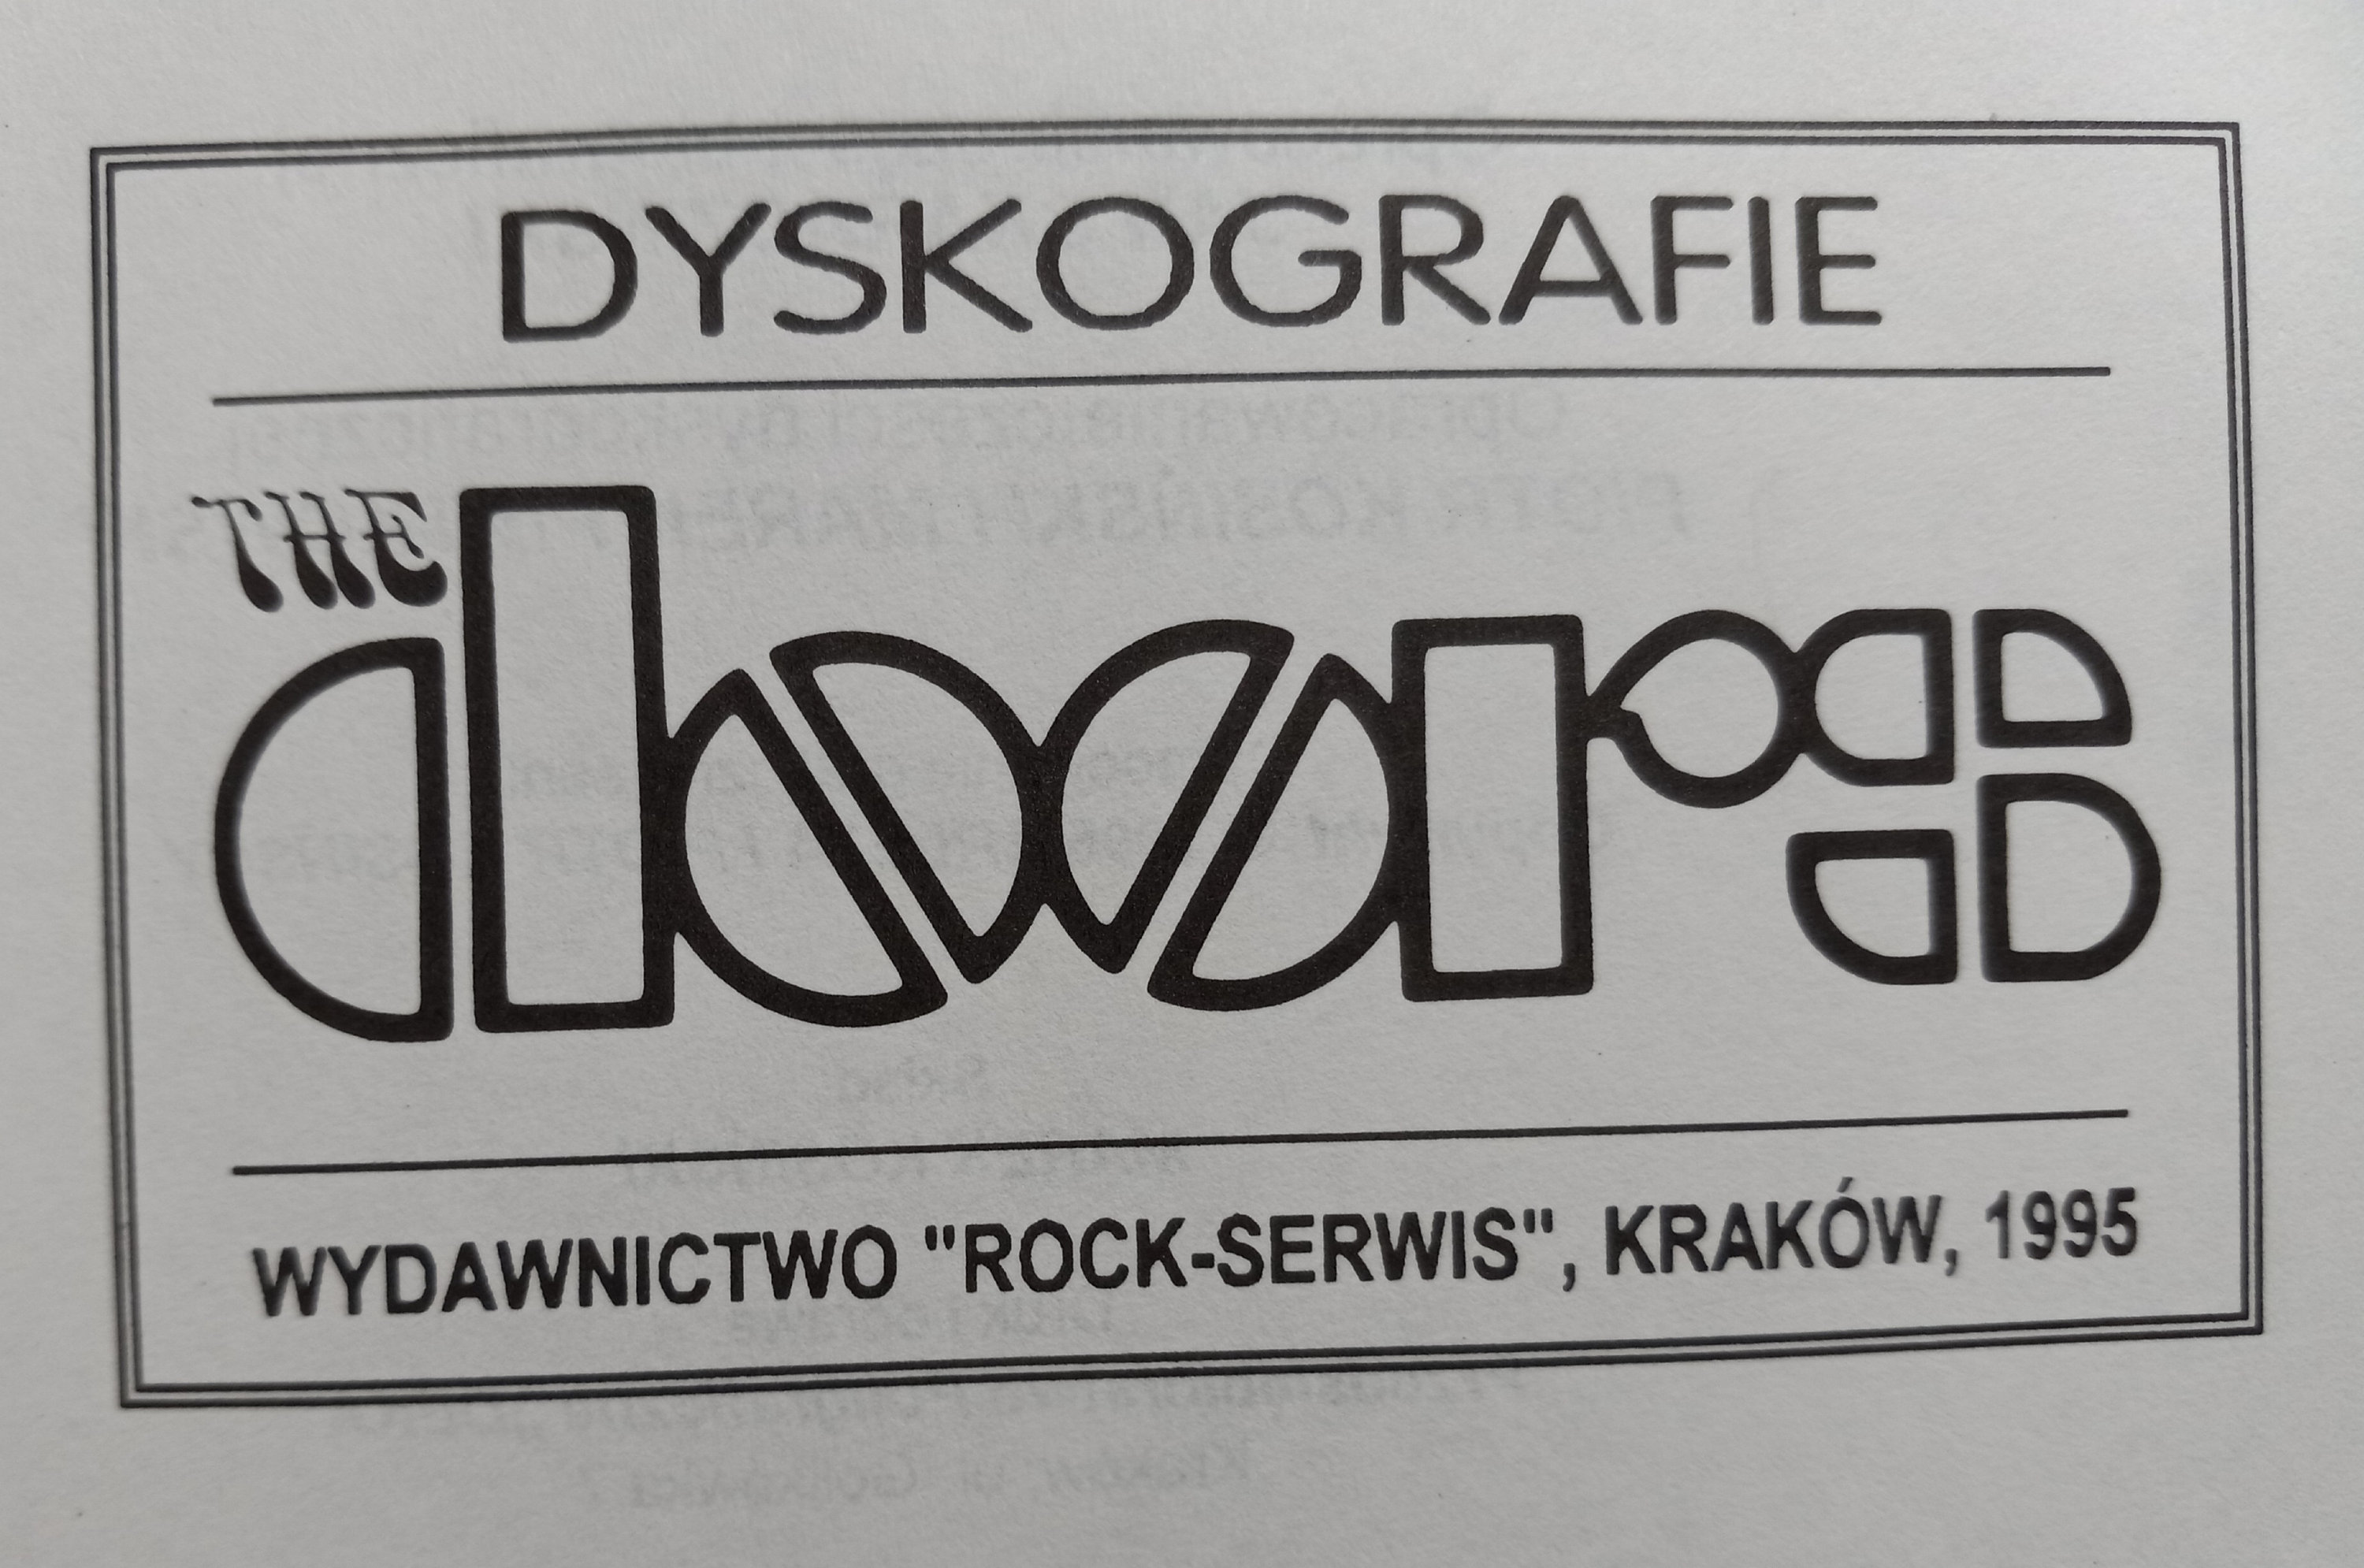 DYSKOGRAFIE
THE
doors
WYDAWNICTWO "ROCK-SERWIS", KRAKÓW, 1995